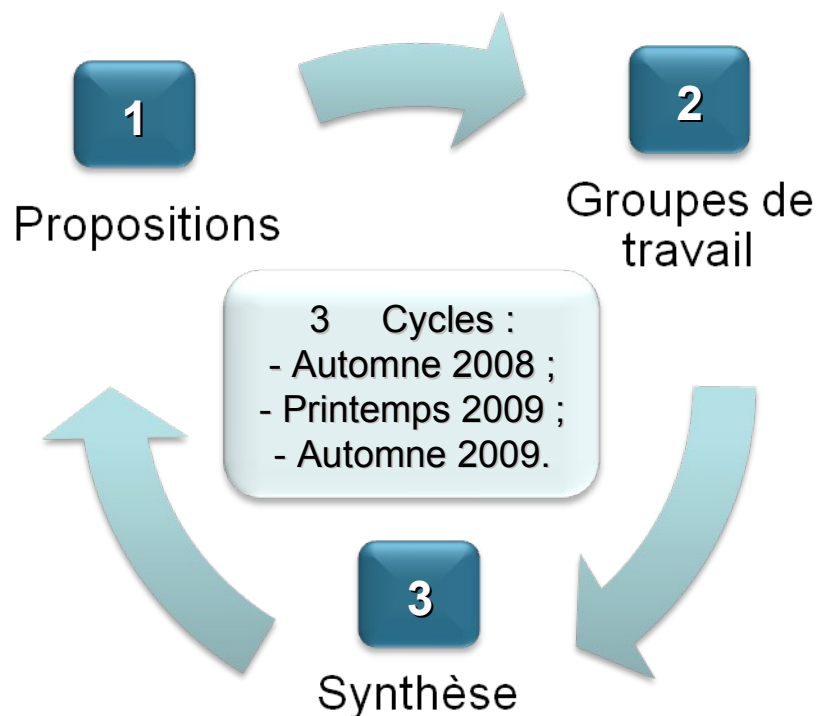 1
Propositions
2
Groupes de
travail
3 Cycles :
- Automne 2008 ;
- Printemps 2009 ;
- Automne 2009.
3
Synthèse